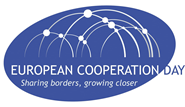 EUROPEAN COOPERATION DAY
Sharing borders, growing closer